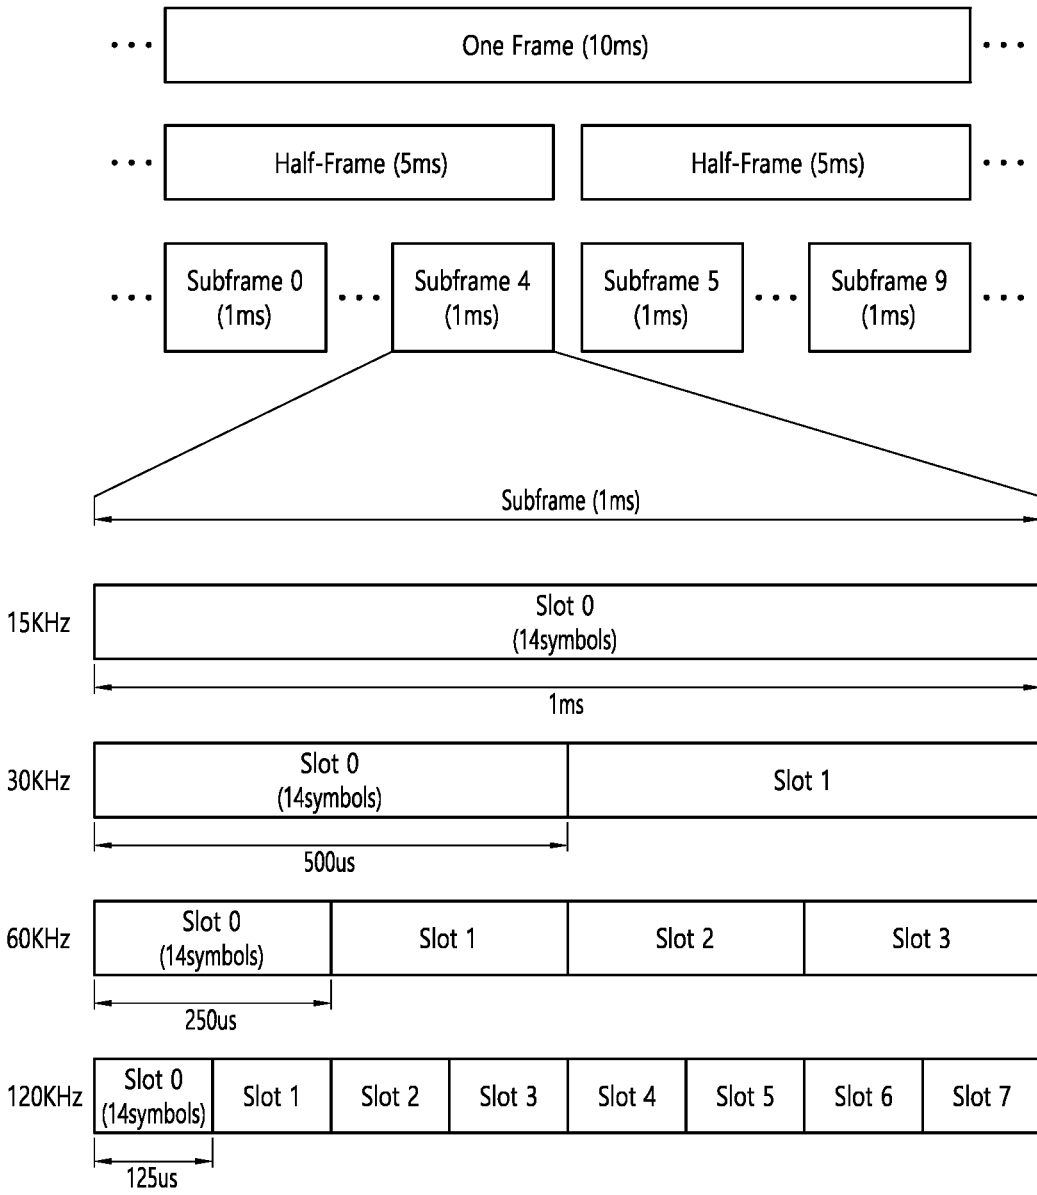 ... One Frame (10ms) ...
... Half-Frame (5ms) Half-Frame (5ms) ...
... Subframe 0 ... Subframe 4 Subframe 5 ... Subframe 9 ...
(1ms) (1ms) (1ms) (1ms)
Subframe (1ms)
15KHz
Slot 0
(14symbols)
1ms
30KHz
Slot 0
(14symbols)
Slot 1
500us
60KHz
Slot 0
(14symbols)
Slot 1
Slot 2
Slot 3
250us
120KHz
Slot 0
(14symbols)
Slot 1
Slot 2
Slot 3
Slot 4
Slot 5
Slot 6
Slot 7
125us